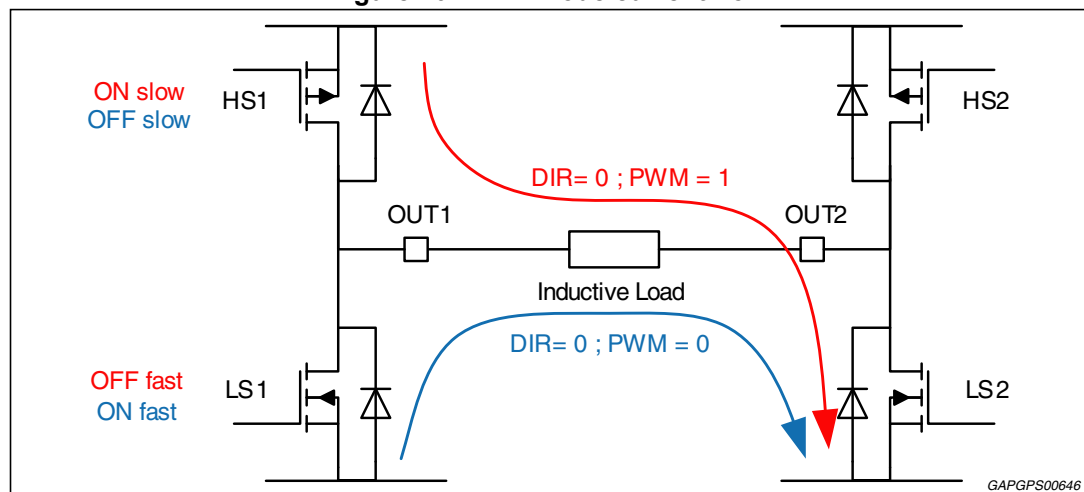 ON slow
OFF slow
HS1
HS2
DIR= 0 ; PWM = 1
OUT1
OUT2
Inductive Load
DIR= 0 ; PWM = 0
OFF fast
ON fast
LS1
LS2
GAPGPS00646